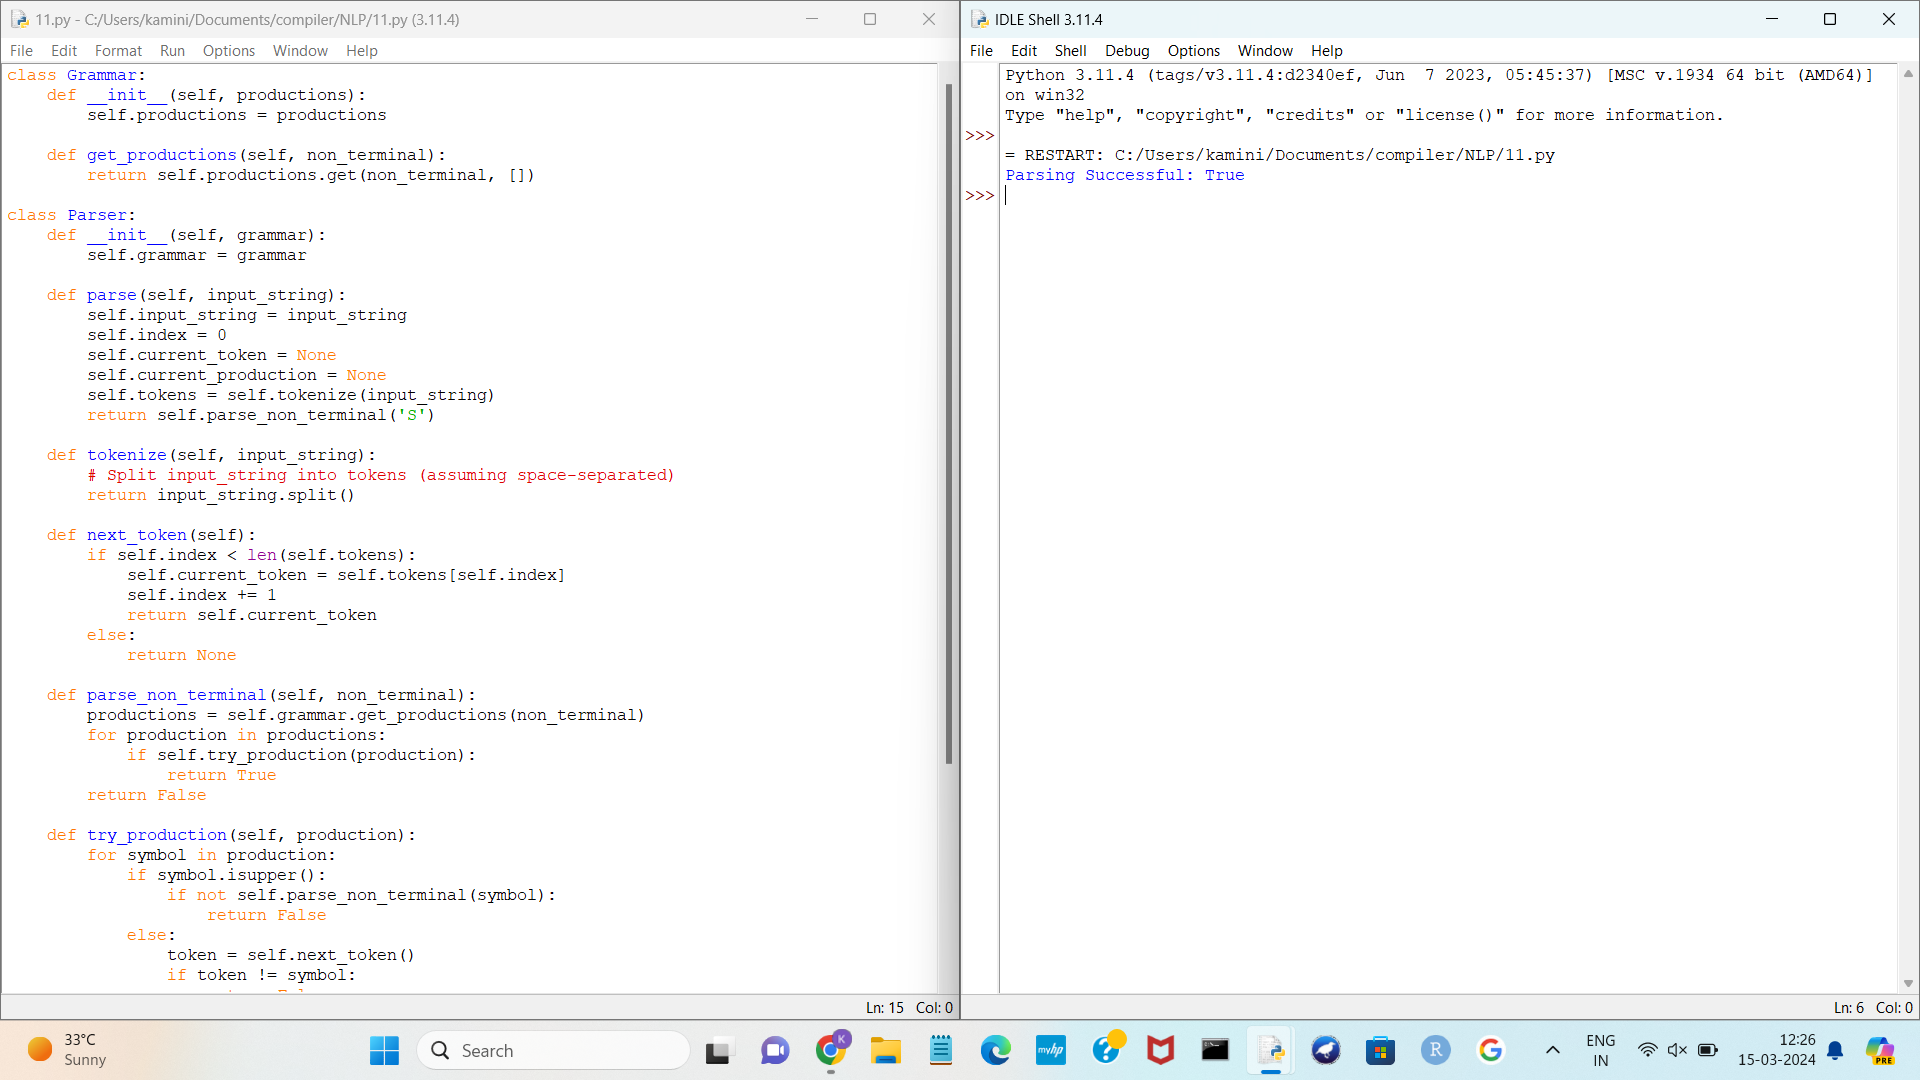 11.py - C:/Users/kamini/Documents/compiler/NLP/11.py (3.11.4)
File Edit Format Run Options Window Help
class Grammar:
    def __init__(self, productions):
        self.productions = productions

    def get_productions(self, non_terminal):
        return self.productions.get(non_terminal, [])

class Parser:
    def __init__(self, grammar):
        self.grammar = grammar

    def parse(self, input_string):
        self.input_string = input_string
        self.index = 0
        self.current_token = None
        self.current_production = None
        self.tokens = self.tokenize(input_string)
        return self.parse_non_terminal('S')

    def tokenize(self, input_string):
        # Split input_string into tokens (assuming space-separated)
        return input_string.split()

    def next_token(self):
        if self.index < len(self.tokens):
            self.current_token = self.tokens[self.index]
            self.index += 1
            return self.current_token
        else:
            return None

    def parse_non_terminal(self, non_terminal):
        productions = self.grammar.get_productions(non_terminal)
        for production in productions:
            if self.try_production(production):
                return True
        return False

    def try_production(self, production):
        for symbol in production:
            if symbol.isupper():
                if not self.parse_non_terminal(symbol):
                    return False
            else:
                token = self.next_token()
                if token != symbol:
Ln: 15 Col: 0
IDLE Shell 3.11.4
File Edit Shell Debug Options Window Help
Python 3.11.4 (tags/v3.11.4:d2340ef, Jun  7 2023, 05:45:37) [MSC v.1934 64 bit (AMD64)]
on win32
Type "help", "copyright", "credits" or "license()" for more information.
>>>
= RESTART: C:/Users/kamini/Documents/compiler/NLP/11.py
Parsing Successful: True
>>>
Ln: 6 Col: 0
33°C
Sunny
Search
K
myhp
?
R
G
PRE
ENG
IN
12:26
15-03-2024